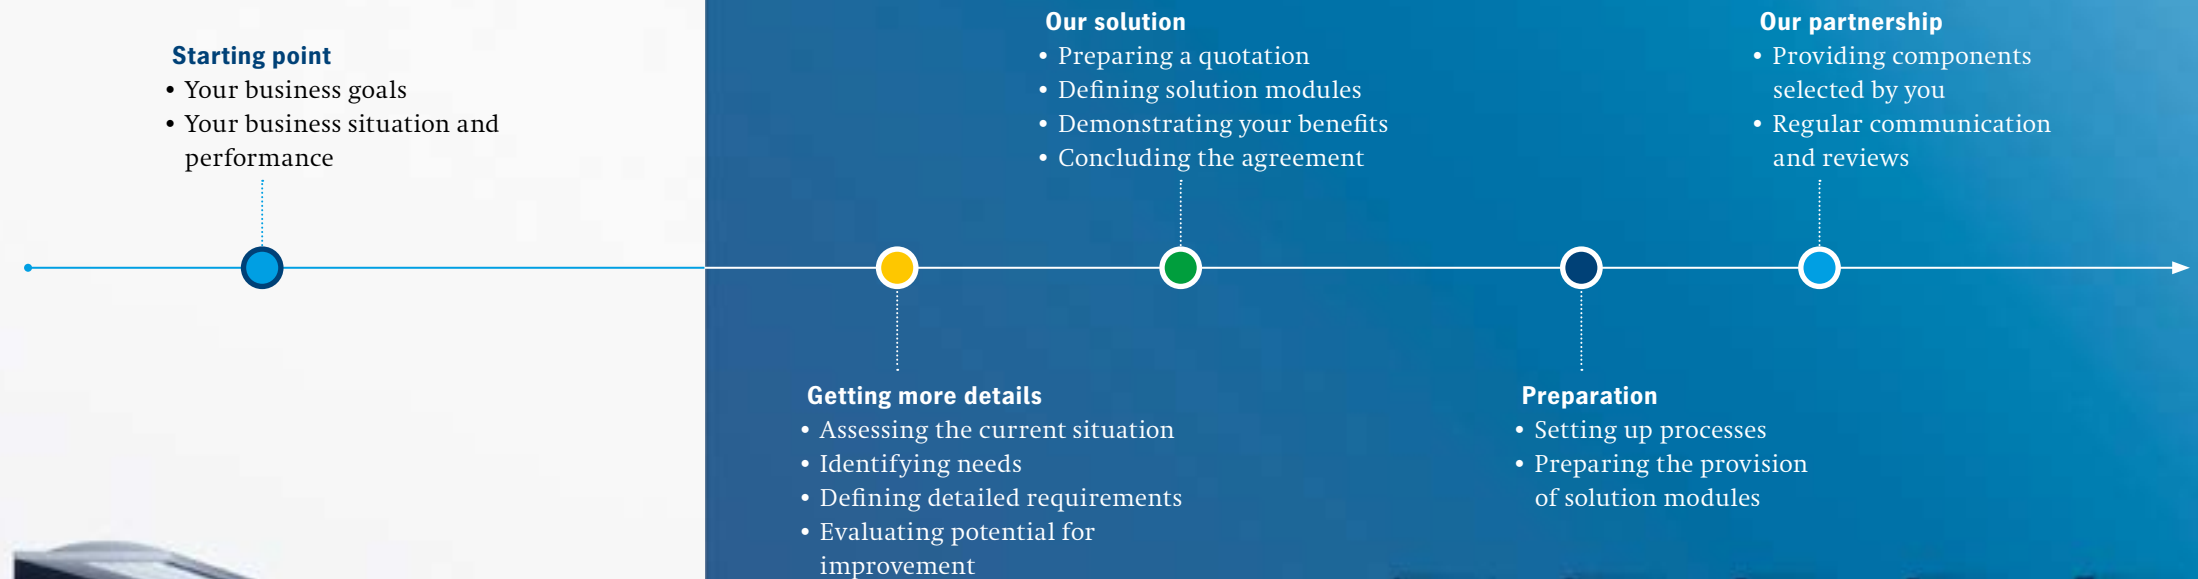 Starting point
• Your business goals
• Your business situation and
performance
Getting more details
• Assessing the current situation
• Identifying needs
• Defining detailed requirements
• Evaluating potential for
improvement
Our solution
• Preparing a quotation
• Defining solution modules
• Demonstrating your benefits
• Concluding the agreement
Preparation
• Setting up processes
• Preparing the provision
of solution modules
Our partnership
• Providing components
selected by you
• Regular communication
and reviews